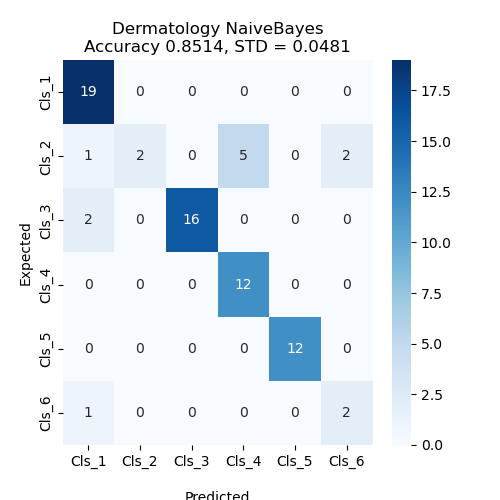 Dermatology NaiveBayes
Accuracy 0.8514, STD = 0.0481
Cls_1 19 0 0 0 0 0
Cls_2 1 2 0 5 0 2
Cls_3 2 0 16 0 0 0
Cls_4 0 0 0 12 0 0
Cls_5 0 0 0 0 12 0
Cls_6 1 0 0 0 0 2
Cls_1 Cls_2 Cls_3 Cls_4 Cls_5 Cls_6
Expected
Predicted
17.5
15.0
12.5
10.0
7.5
5.0
2.5
0.0